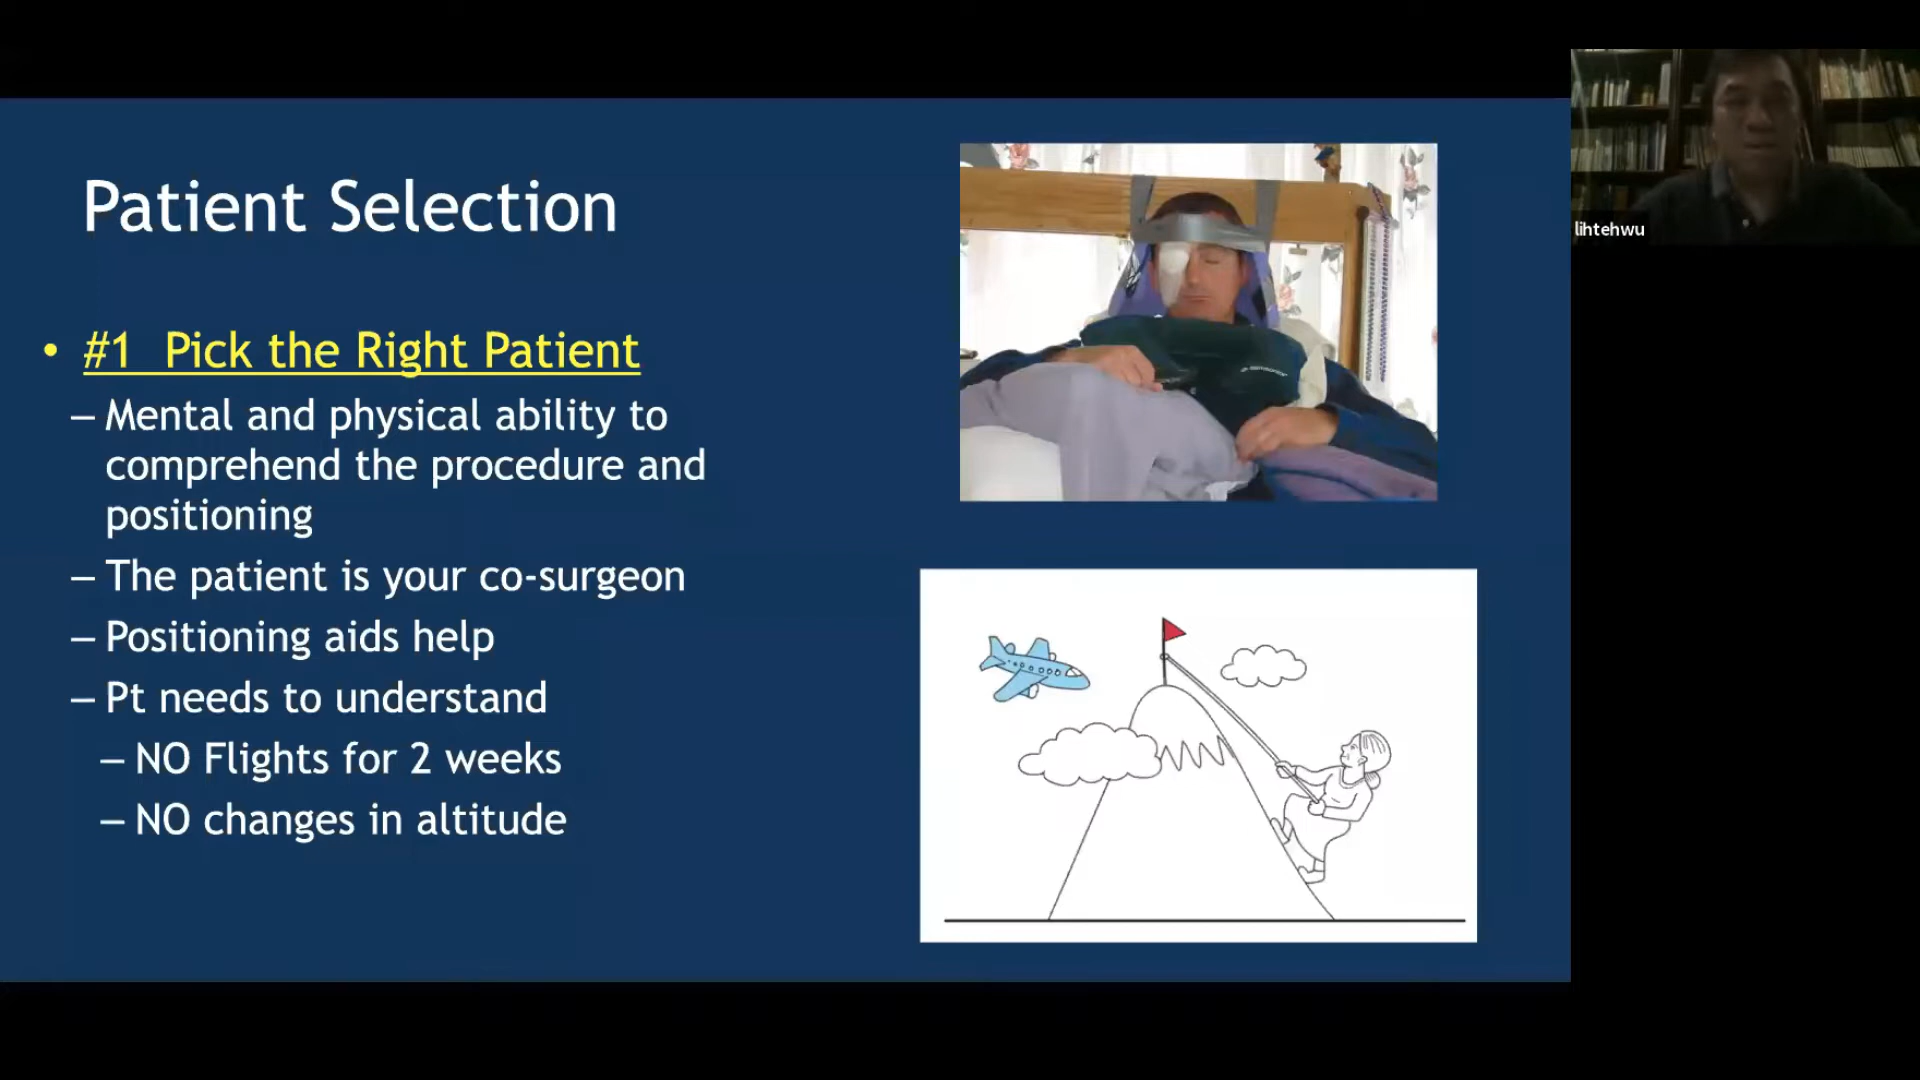 Patient Selection
• #1 Pick the Right Patient
– Mental and physical ability to
comprehend the procedure and
positioning
– The patient is your co-surgeon
– Positioning aids help
– Pt needs to understand
– NO Flights for 2 weeks
– NO changes in altitude
lihtehwu